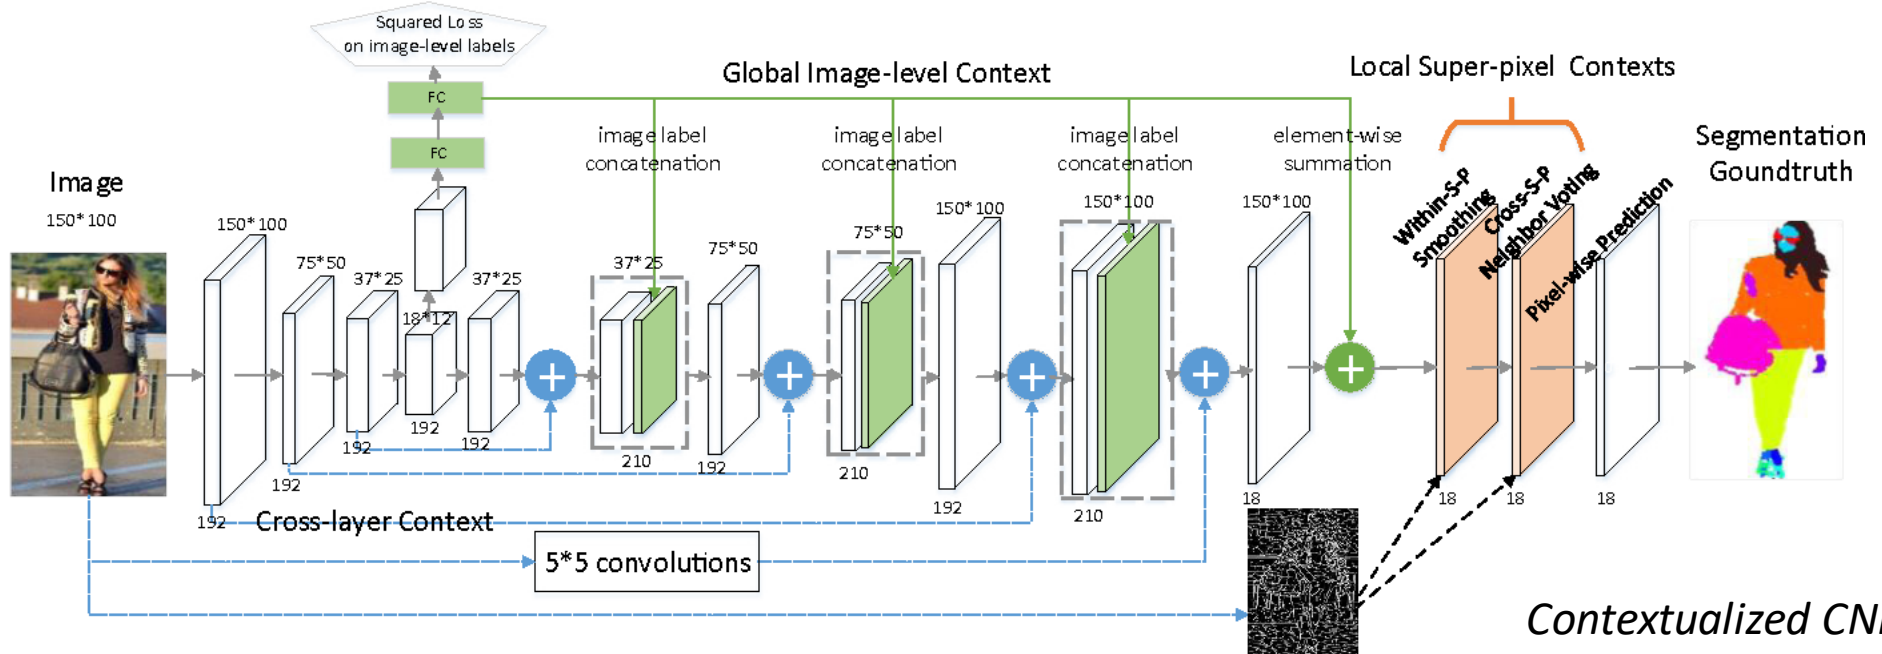 Squared Loss
on image-level labels
FC
FC
Global Image-level Context
Local Super-pixel Contexts
image label
concatenation
image label
concatenation
image label
concatenation
element-wise
summation
Segmentation
Goundtruth
Image
150*100
150*100
75*50
37*25
18*12
37*25
37*25
75*50
75*50
150*100
150*100
150*100
Within-S-P
Smoothing
Cross-S-P
Neighbor Voting
Pixel-wise Prediction
192
192
192
192
192
210
192
210
192
210
18
18
18
18
Cross-layer Context
5*5 convolutions
Contextualized CN